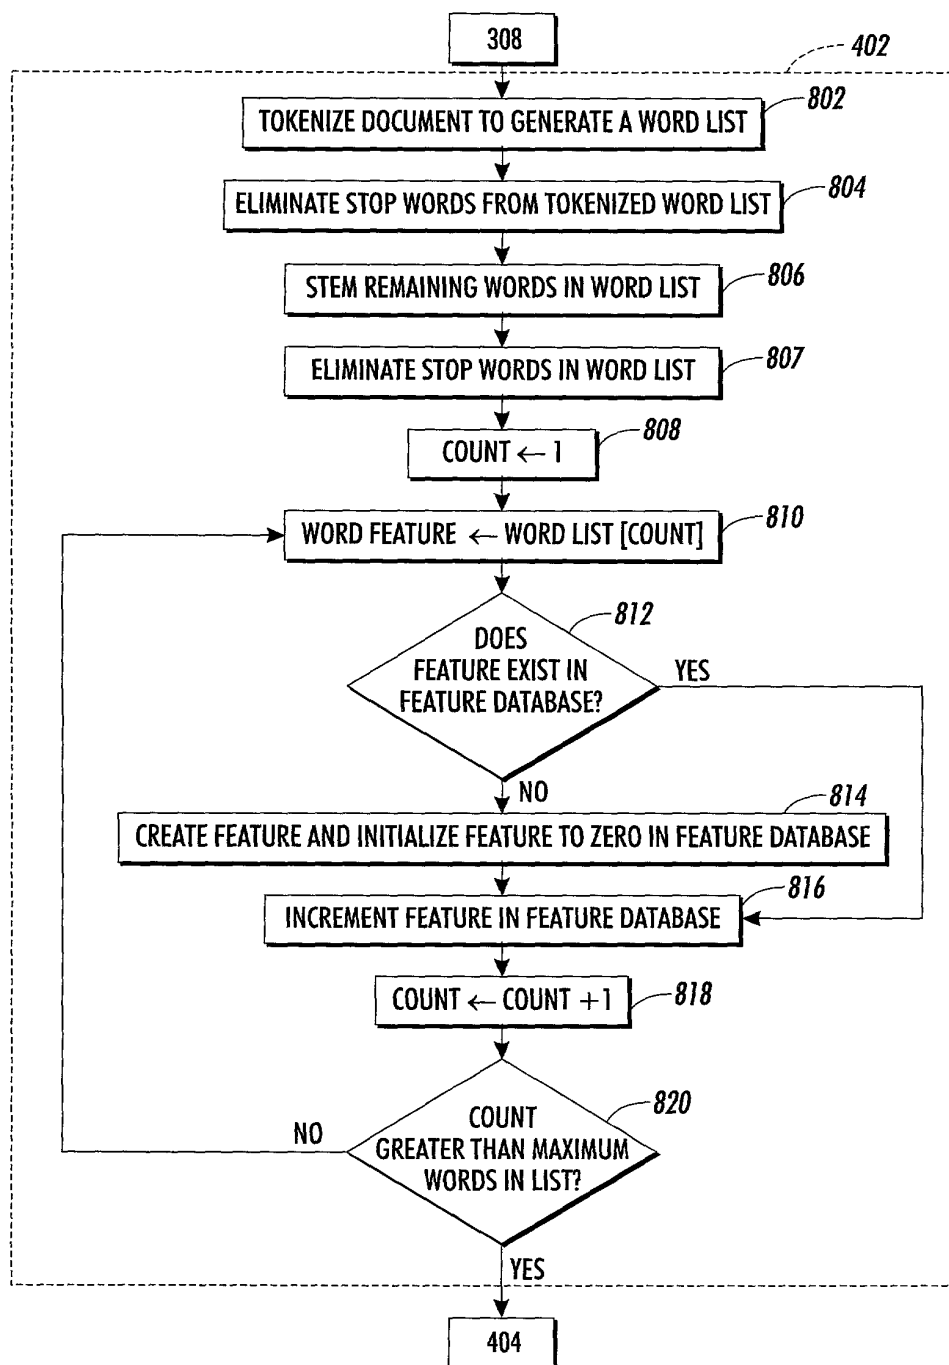 308
402
802
TOKENIZE DOCUMENT TO GENERATE A WORD LIST
804
ELIMINATE STOP WORDS FROM TOKENIZED WORD LIST
806
STEM REMAINING WORDS IN WORD LIST
807
ELIMINATE STOP WORDS IN WORD LIST
808
COUNT ← 1
810
WORD FEATURE ← WORD LIST [COUNT]
812
DOES
FEATURE EXIST IN
FEATURE DATABASE?
YES
NO
814
CREATE FEATURE AND INITIALIZE FEATURE TO ZERO IN FEATURE DATABASE
816
INCREMENT FEATURE IN FEATURE DATABASE
818
COUNT ← COUNT +1
820
COUNT
GREATER THAN MAXIMUM
WORDS IN LIST?
NO
YES
404